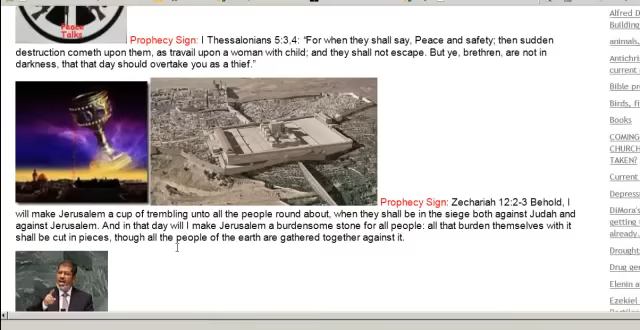 Peace
Talks
Prophecy Sign: I Thessalonians 5:3,4: "For when they shall say, Peace and safety; then sudden
destruction cometh upon them, as travail upon a woman with child; and they shall not escape. But ye, brethren, are not in
darkness, that that day should overtake you as a thief."
Prophecy Sign: Zechariah 12:2-3 Behold, I
will make Jerusalem a cup of trembling unto all the people round about, when they shall be in the siege both against Judah and
against Jerusalem. And in that day will I make Jerusalem a burdensome stone for all people: all that burden themselves with it
shall be cut in pieces, though all the people of the earth are gathered together against it.
Alfred D
Building
animals,
Antichri
current
Bible pr
Birds, f
Books
COMING
CHURCH
TAKEN?
Current
Depress
DiMora's
getting
already.
Drought
Drug ge
Elenin a
Ezekiel